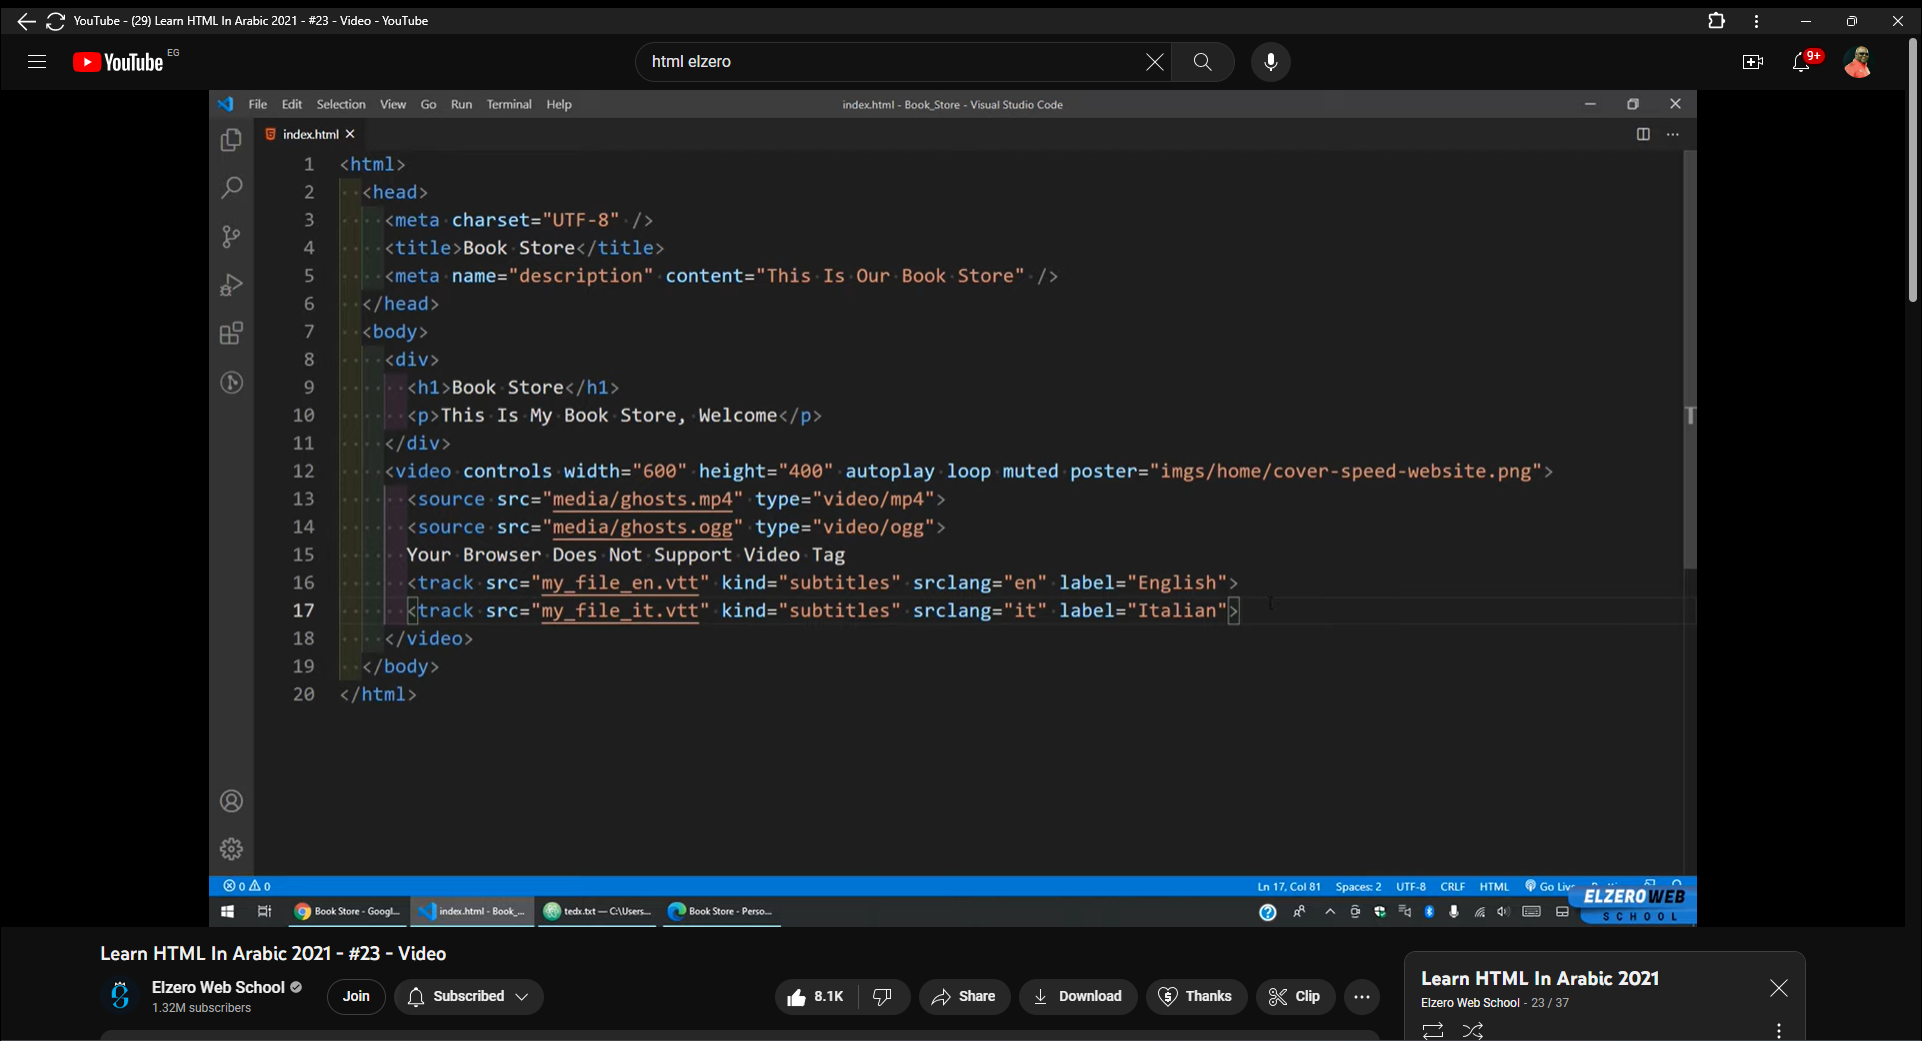 YouTube - (29) Learn HTML In Arabic 2021 - #23 - Video - YouTube
YouTube EG
html elzero
9+
File Edit Selection View Go Run Terminal Help
index.html - Book_Store - Visual Studio Code
index.html
1 <html>
2 <head>
3 <meta charset="UTF-8" />
4 <title>Book Store</title>
5 <meta name="description" content="This Is Our Book Store" />
6 </head>
7 <body>
8 <div>
9 <h1>Book Store</h1>
10 <p>This Is My Book Store, Welcome</p>
11 </div>
12 <video controls width="600" height="400" autoplay loop muted poster="imgs/home/cover-speed-website.png">
13 <source src="media/ghosts.mp4" type="video/mp4">
14 <source src="media/ghosts.ogg" type="video/ogg">
15 Your Browser Does Not Support Video Tag
16 <track src="my_file_en.vtt" kind="subtitles" srclang="en" label="English">
17 <track src="my_file_it.vtt" kind="subtitles" srclang="it" label="Italian">
18 </video>
19 </body>
20 </html>
0 0
Ln 17, Col 81 Spaces: 2 UTF-8 CRLF HTML Go
Book Store - Googl... index.html - Book_... tedx.txt — C:\Users... Book Store - Perso...
ELZERO WEB
SCHOOL
Learn HTML In Arabic 2021 - #23 - Video
Elzero Web School
1.32M subscribers
Join
Subscribed
8.1K
Share
Download
Thanks
Clip
Learn HTML In Arabic 2021
Elzero Web School - 23 / 37